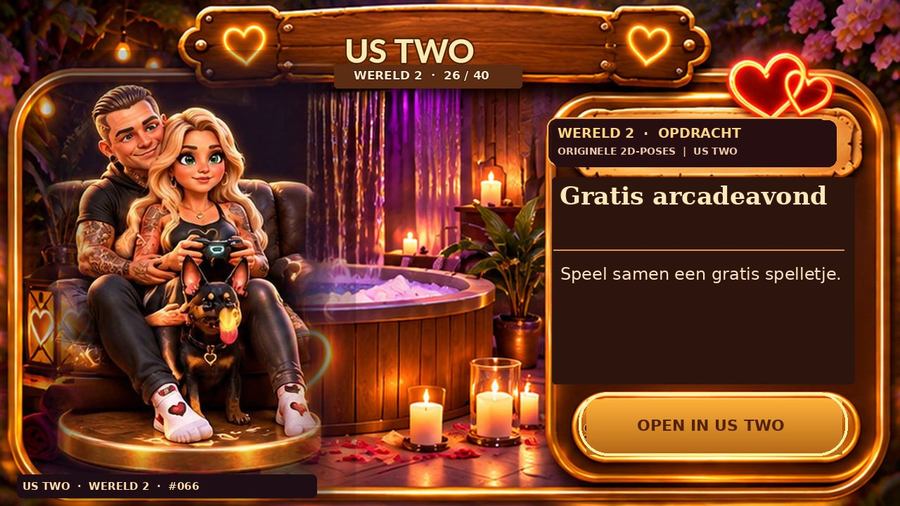 US TWO
WERELD 2 · 26 / 40
WERELD 2 · OPDRACHT
ORIGINELE 2D-POSES | US TWO
Gratis arcadeavond
Speel samen een gratis spelletje.
OPEN IN US TWO
US TWO · WERELD 2 · #066